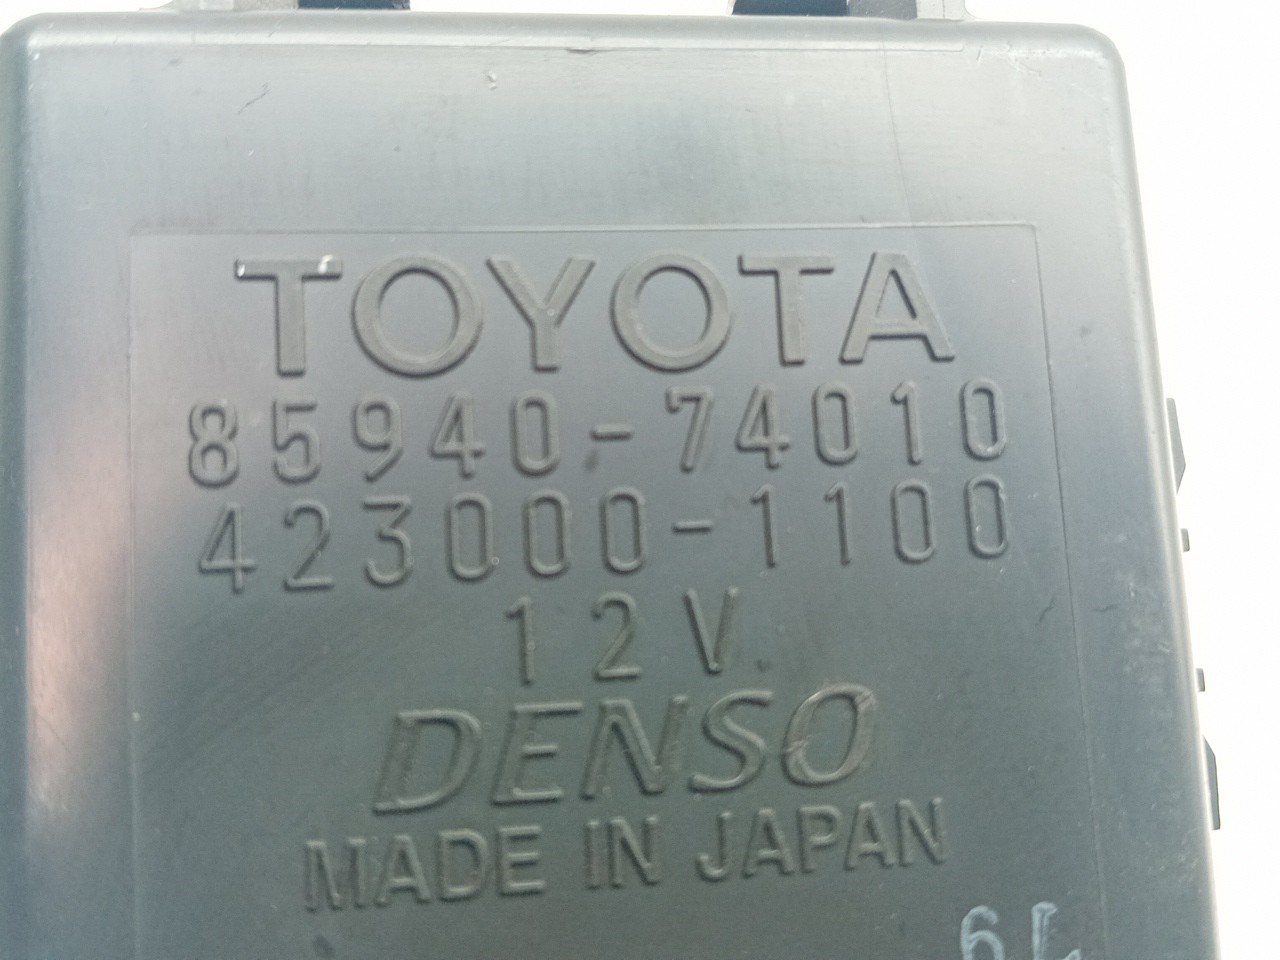 TOYOTA
85940-74010
423000-1100
12V
DENSO
MADE IN JAPAN